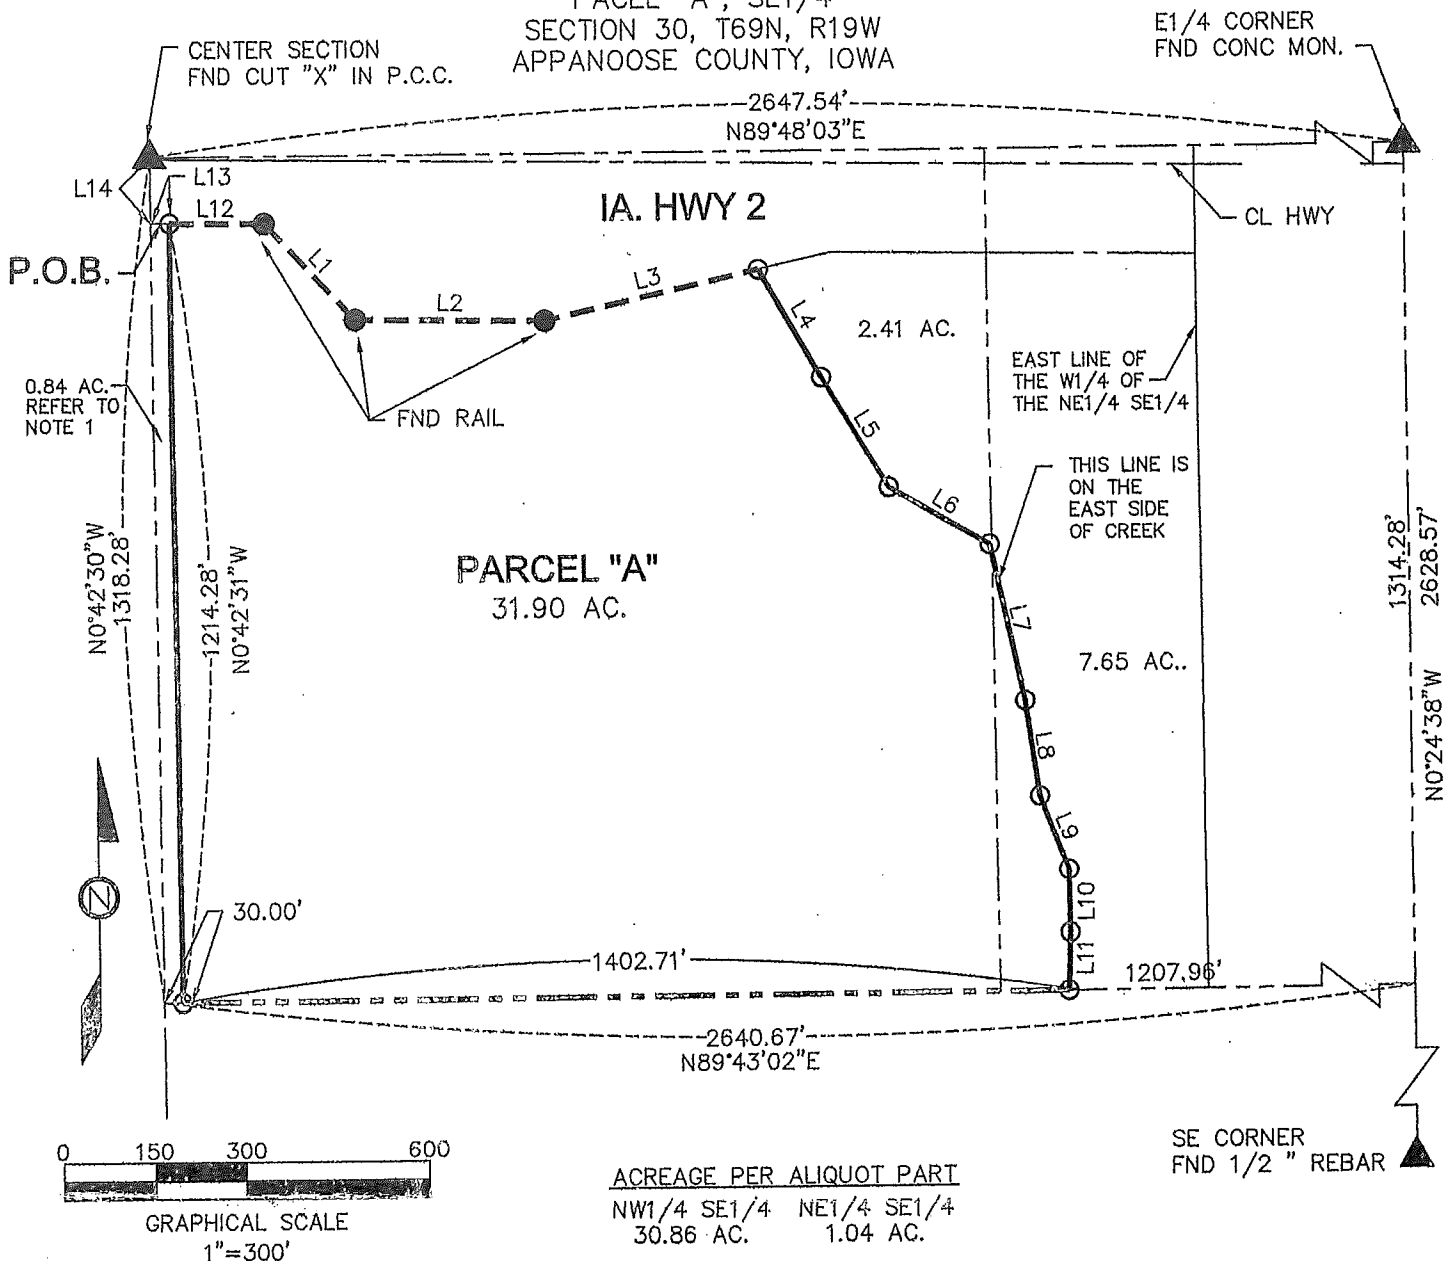 PACEL "A", SE1/4
SECTION 30, T69N, R19W
APPANOOSE COUNTY, IOWA
CENTER SECTION
FND CUT "X" IN P.C.C.
E1/4 CORNER
FND CONC MON.
2647.54'
N89°48'03"E
L14
L13
L12
IA. HWY 2
CL HWY
P.O.B.
L1
L2
L3
L4
2.41 AC.
EAST LINE OF
THE W1/4 OF
THE NE1/4 SE1/4
0.84 AC.
REFER TO
NOTE 1
FND RAIL
L5
THIS LINE IS
ON THE
EAST SIDE
OF CREEK
L6
N0°42'30"W
1318.28'
1214.28'
N0°42'31"W
PARCEL "A"
31.90 AC.
L7
7.65 AC..
1314.28'
2628.57'
N0°24'38"W
L8
L9
N
30.00'
L10
L11
1402.71'
1207.96'
2640.67'
N89°43'02"E
0 150 300 600
GRAPHICAL SCALE
1"=300'
ACREAGE PER ALIQUOT PART
NW1/4 SE1/4 NE1/4 SE1/4
30.86 AC. 1.04 AC.
SE CORNER
FND 1/2 " REBAR